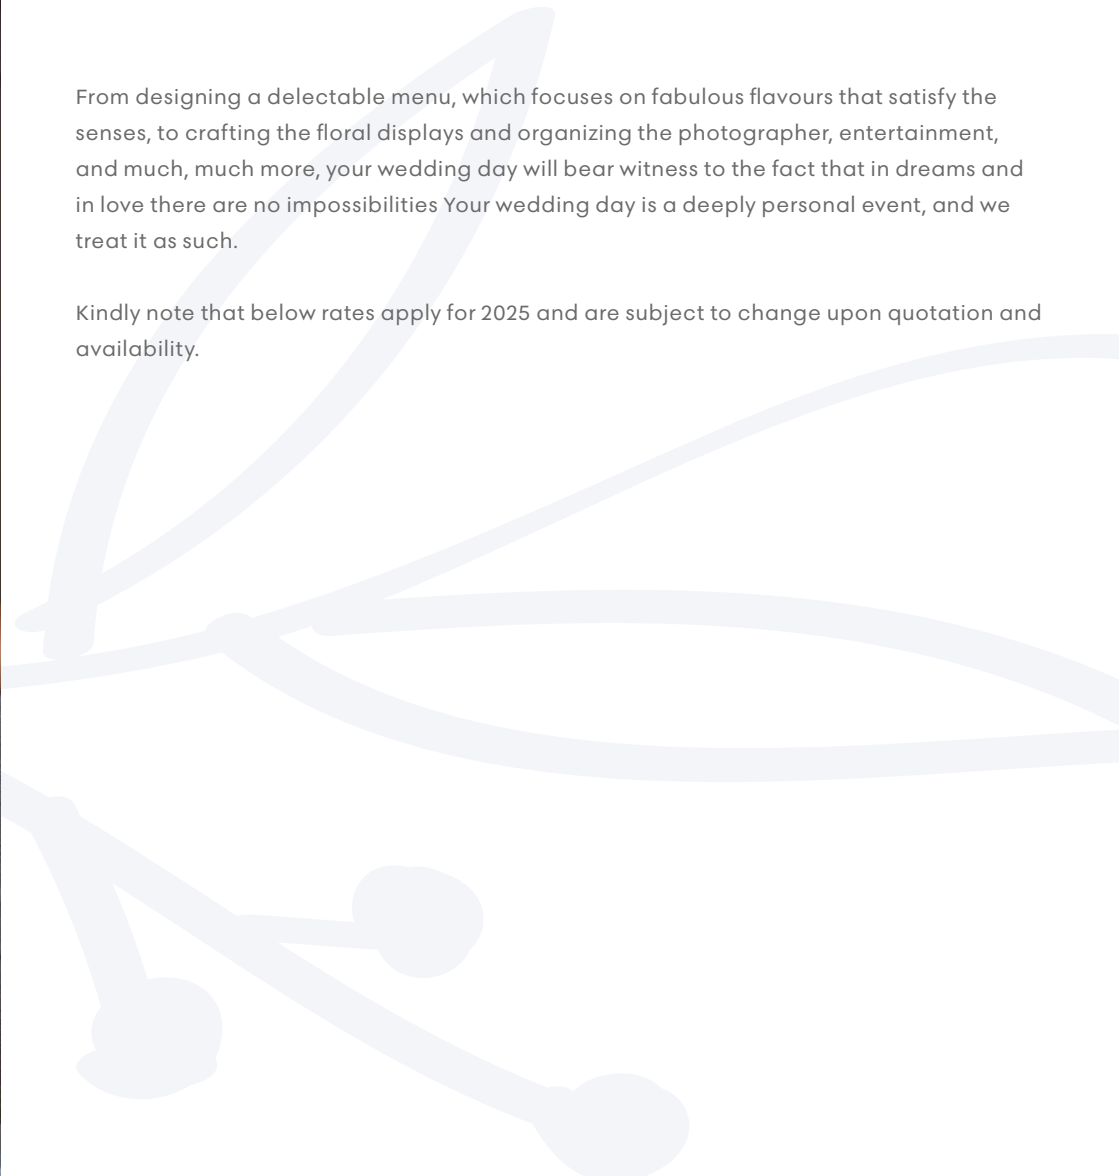 From designing a delectable menu, which focuses on fabulous flavours that satisfy the
senses, to crafting the floral displays and organizing the photographer, entertainment,
and much, much more, your wedding day will bear witness to the fact that in dreams and
in love there are no impossibilities Your wedding day is a deeply personal event, and we
treat it as such.
Kindly note that below rates apply for 2025 and are subject to change upon quotation and
availability.